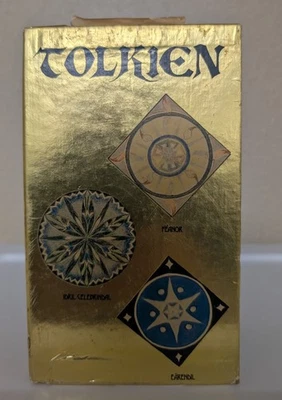 TOLKIEN
FËANOR
IDRIL CELEBRINDAL
EÄRENDIL